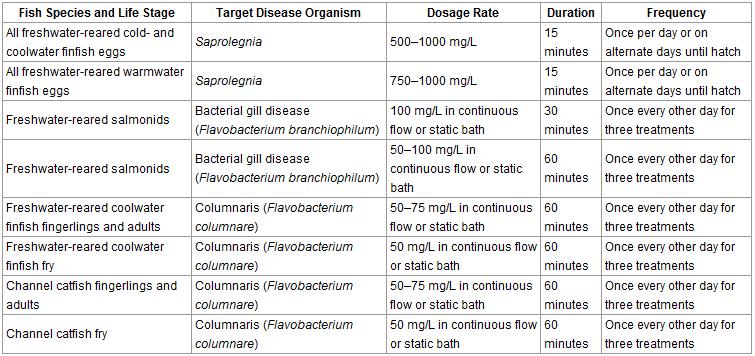 Fish Species and Life Stage Target Disease Organism Dosage Rate Duration Frequency
All freshwater-reared cold- and coolwater finfish eggs Saprolegnia 500–1000 mg/L 15 minutes Once per day or on alternate days until hatch
All freshwater-reared warmwater finfish eggs Saprolegnia 750–1000 mg/L 15 minutes Once per day or on alternate days until hatch
Freshwater-reared salmonids Bacterial gill disease (Flavobacterium branchiophilum) 100 mg/L in continuous flow or static bath 30 minutes Once every other day for three treatments
Freshwater-reared salmonids Bacterial gill disease (Flavobacterium branchiophilum) 50–100 mg/L in continuous flow or static bath 60 minutes Once every other day for three treatments
Freshwater-reared coolwater finfish fingerlings and adults Columnaris (Flavobacterium columnare) 50–75 mg/L in continuous flow or static bath 60 minutes Once every other day for three treatments
Freshwater-reared coolwater finfish fry Columnaris (Flavobacterium columnare) 50 mg/L in continuous flow or static bath 60 minutes Once every other day for three treatments
Channel catfish fingerlings and adults Columnaris (Flavobacterium columnare) 50–75 mg/L in continuous flow or static bath 60 minutes Once every other day for three treatments
Channel catfish fry Columnaris (Flavobacterium columnare) 50 mg/L in continuous flow or static bath 60 minutes Once every other day for three treatments